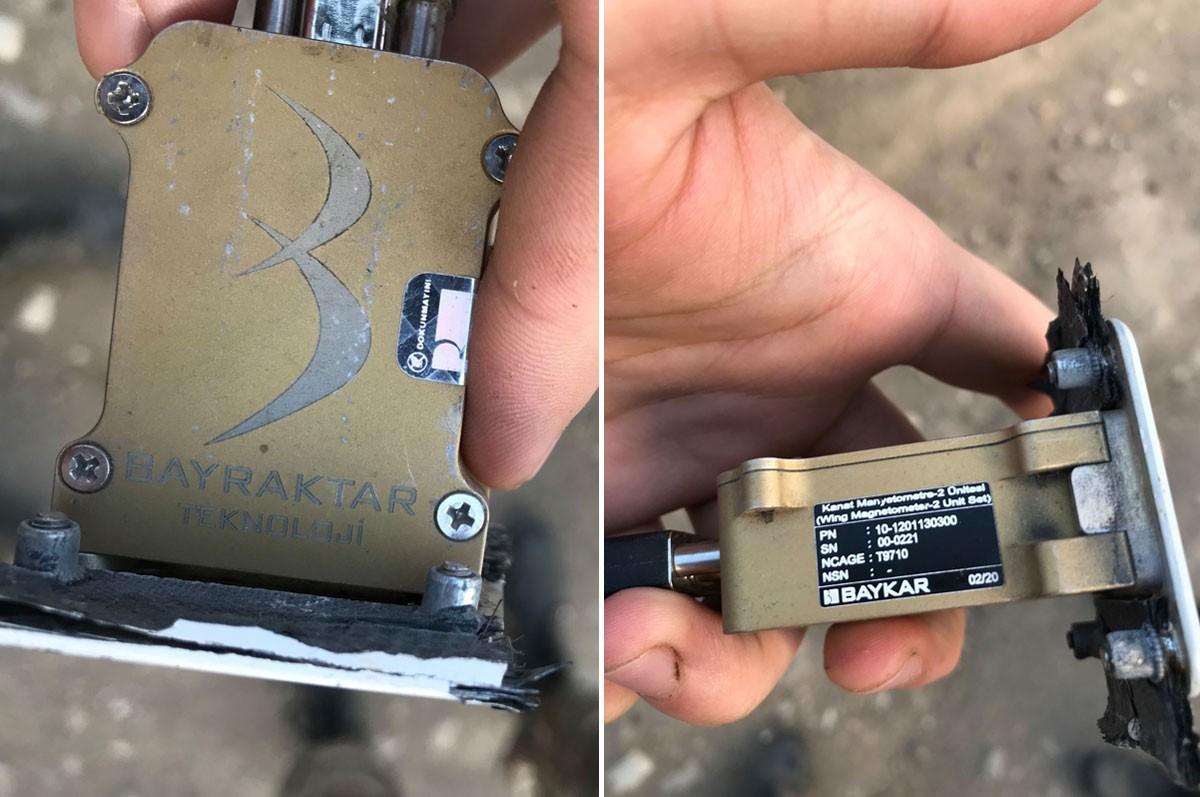 DOKUNMAYIN!
BAYRAKTAR
TEKNOLOJİ
Kanat Manyetometre-2 Ünitesi
(Wing Magnetometer-2 Unit Set)
PN : 10-1201130300
SN : 00-0221
NCAGE : T9710
NSN : -
BAYKAR 02/20